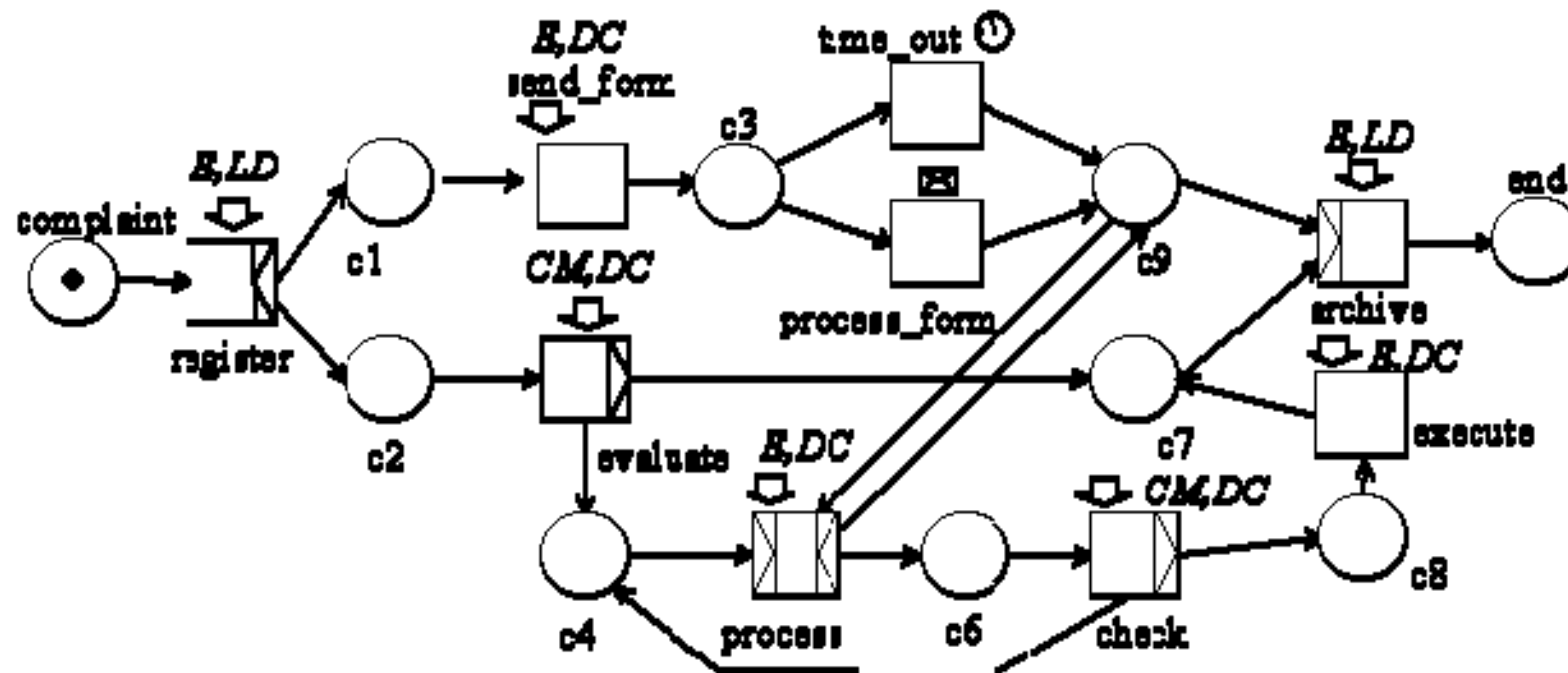 E,DC
send_form
time_out
c3
E,LD
complaint
c1
register
CM,DC
process_form
c9
E,LD
end
archive
E,DC
execute
c2
evaluate
c7
E,DC
CM,DC
c4
process
c6
check
c8